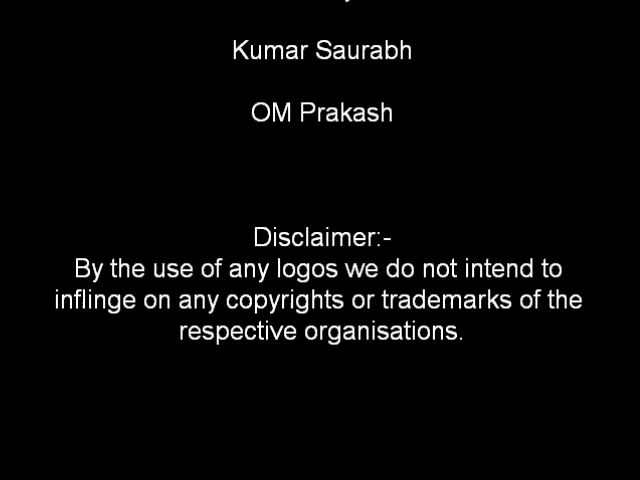 Kumar Saurabh
OM Prakash
Disclaimer:-
By the use of any logos we do not intend to
inflinge on any copyrights or trademarks of the
respective organisations.